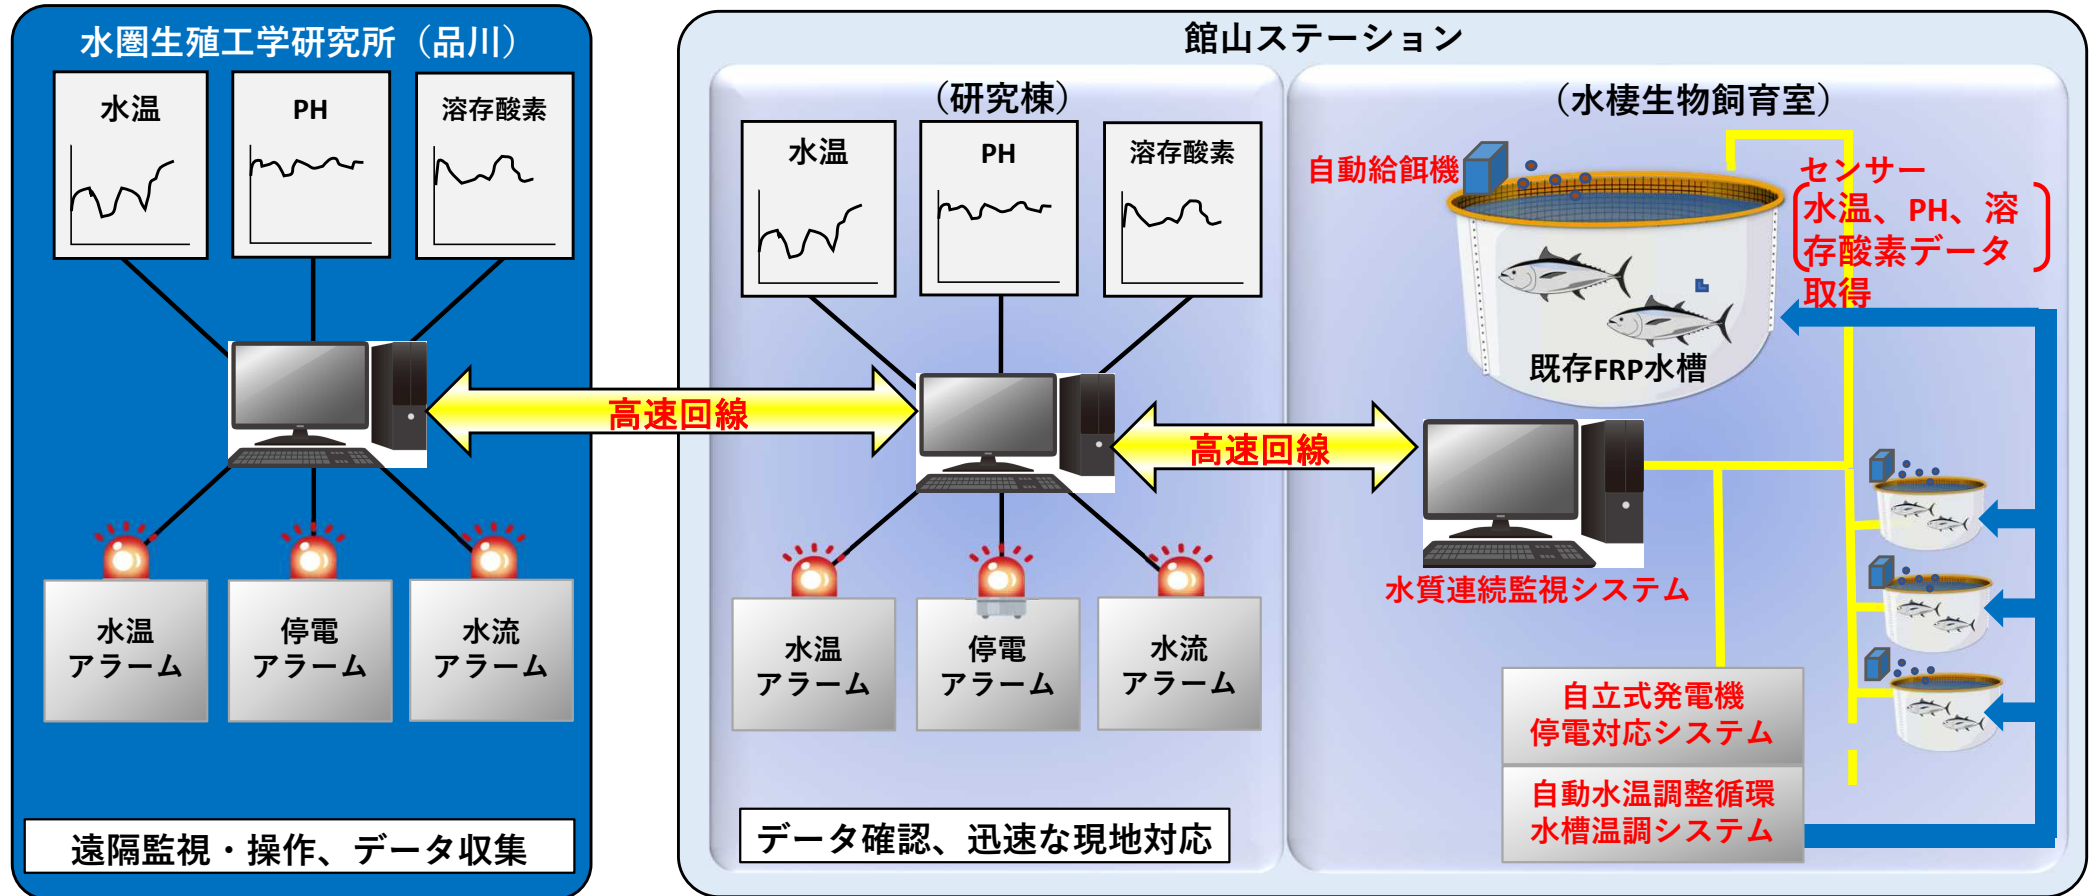 水圏生殖工学研究所（品川）
水温
PH
溶存酸素
高速回線
水温
アラーム
停電
アラーム
水流
アラーム
遠隔監視・操作、データ収集
館山ステーション
（研究棟）
水温
PH
溶存酸素
高速回線
水温
アラーム
停電
アラーム
水流
アラーム
データ確認、迅速な現地対応
（水棲生物飼育室）
自動給餌機
センサー
水温、PH、溶
存酸素データ
取得
既存FRP水槽
水質連続監視システム
自立式発電機
停電対応システム
自動水温調整循環
水槽温調システム